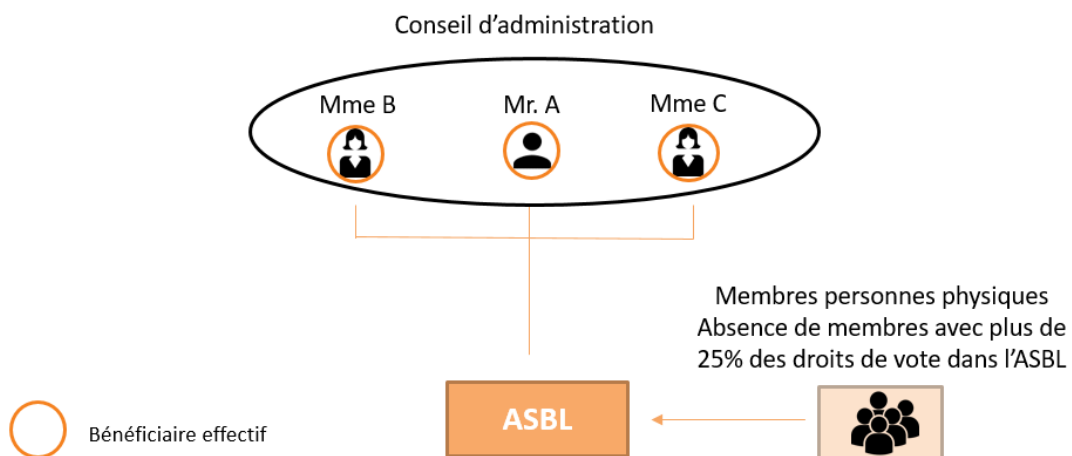 Conseil d'administration
Mme B
Mr. A
Mme C
Membres personnes physiques
Absence de membres avec plus de
25% des droits de vote dans l'ASBL
ASBL
Bénéficiaire effectif